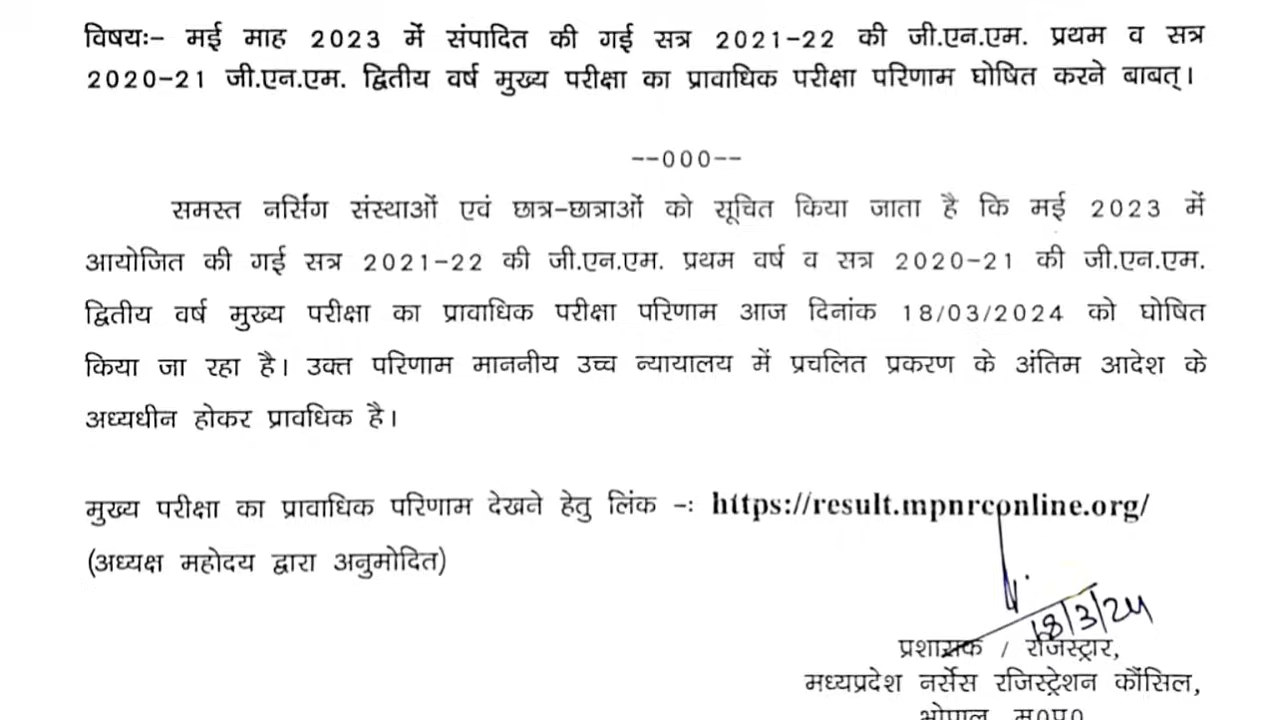 विषयः- मई माह 2023 में संपादित की गई सत्र 2021-22 की जी.एन.एम. प्रथम व सत्र
2020-21 जी.एन.एम. द्वितीय वर्ष मुख्य परीक्षा का प्रावाधिक परीक्षा परिणाम घोषित करने बाबत्।
--000--
समस्त नर्सिंग संस्थाओं एवं छात्र-छात्राओं को सूचित किया जाता है कि मई 2023 में
आयोजित की गई सत्र 2021-22 की जी.एन.एम. प्रथम वर्ष व सत्र 2020-21 की जी.एन.एम.
द्वितीय वर्ष मुख्य परीक्षा का प्रावाधिक परीक्षा परिणाम आज दिनांक 18/03/2024 को घोषित
किया जा रहा है। उक्त परिणाम माननीय उच्च न्यायालय में प्रचलित प्रकरण के अंतिम आदेश के
अध्यधीन होकर प्रावधिक है।
मुख्य परीक्षा का प्रावाधिक परिणाम देखने हेतु लिंक -: https://result.mpnrconline.org/
(अध्यक्ष महोदय द्वारा अनुमोदित)
18/3/24
प्रशासक / रजिस्ट्रार,
मध्यप्रदेश नर्सेस रजिस्ट्रेशन कौंसिल,
भोपाल म0प्र0